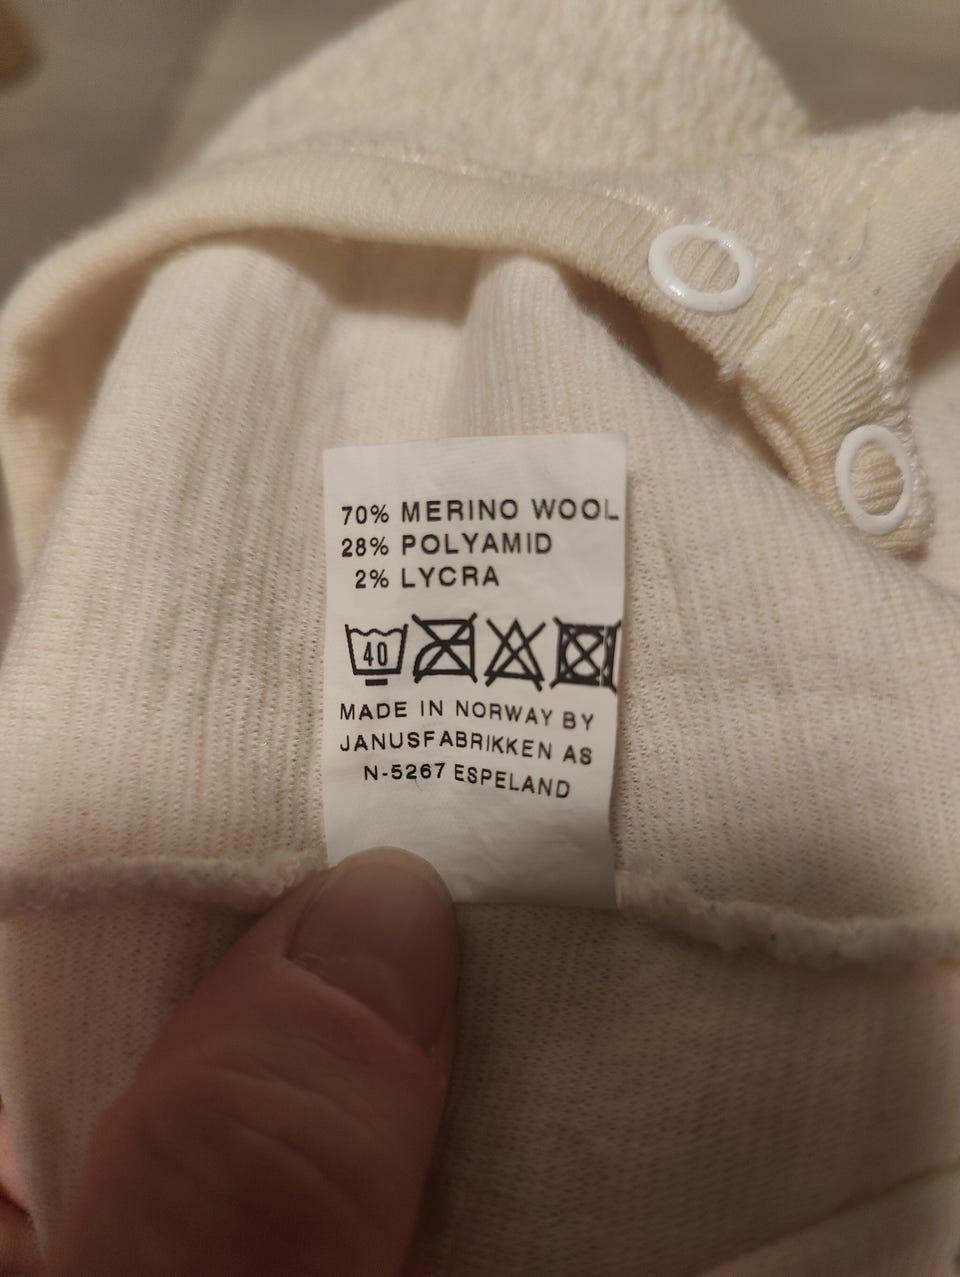 70% MERINO WOOL
28% POLYAMID
2% LYCRA
40
MADE IN NORWAY BY
JANUSFABRIKKEN AS
N-5267 ESPELAND